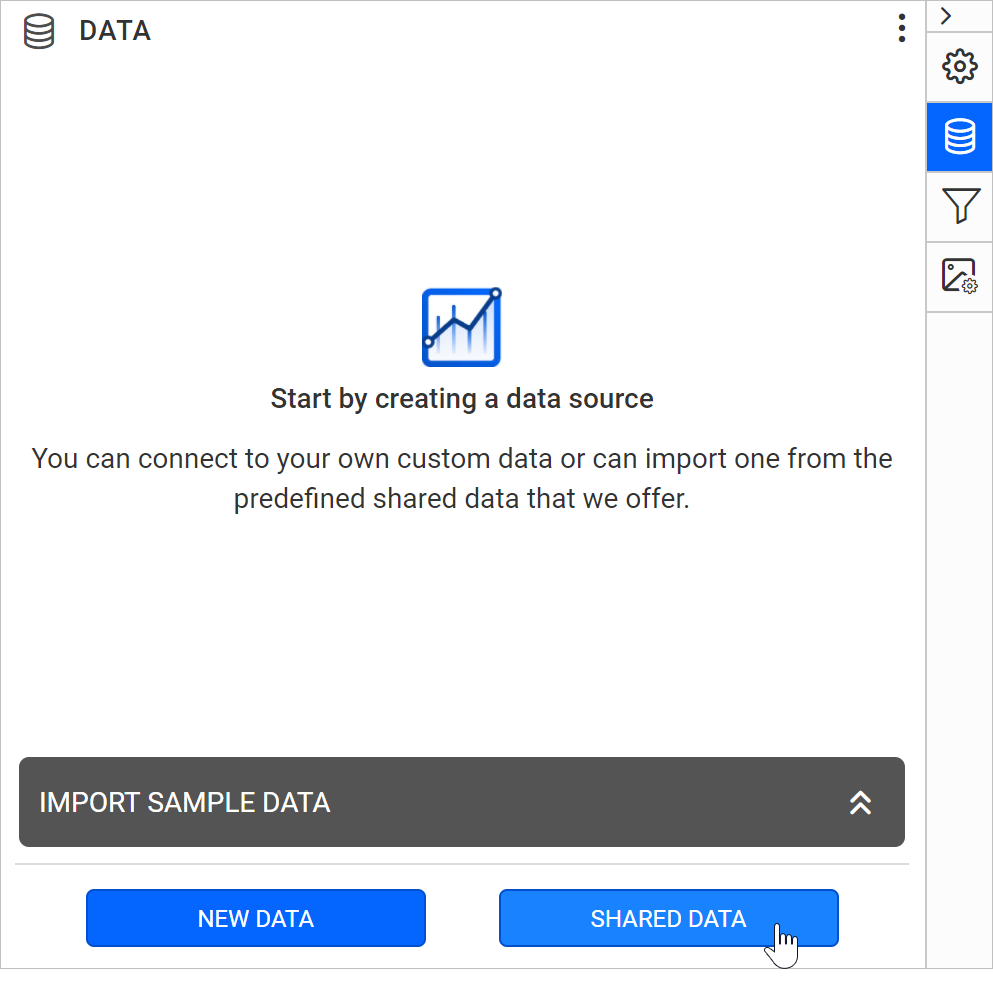 DATA
Start by creating a data source
You can connect to your own custom data or can import one from the
predefined shared data that we offer.
IMPORT SAMPLE DATA
NEW DATA
SHARED DATA